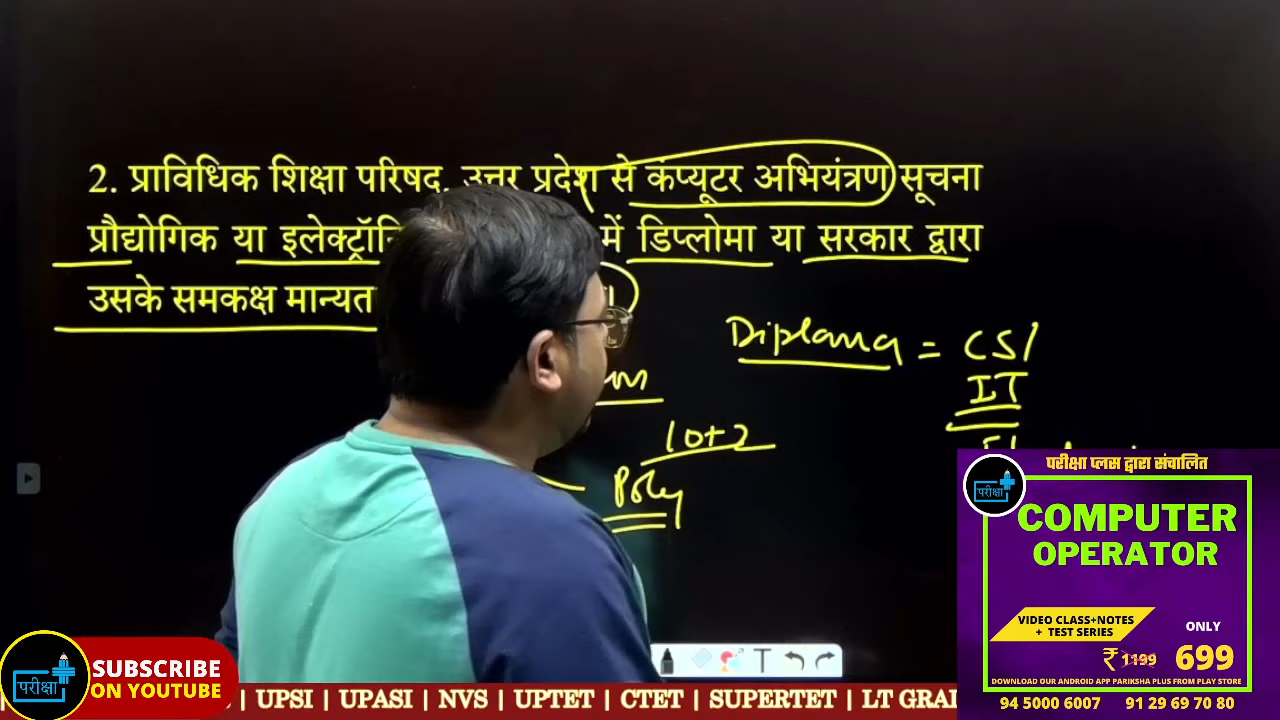 2. प्राविधिक शिक्षा परिषद, उत्तर प्रदेश से कंप्यूटर अभियंत्रण सूचना
प्रौद्योगिक या इलेक्ट्रॉनि में डिप्लोमा या सरकार द्वारा
उसके समकक्ष मान्यत
Diploma = CS/
IT
10+2
Poly
परीक्षा प्लस द्वारा संचालित
परीक्षा
COMPUTER
OPERATOR
VIDEO CLASS+NOTES
+ TEST SERIES
ONLY
₹1199 699
DOWNLOAD OUR ANDROID APP PARIKSHA PLUS FROM PLAY STORE
94 5000 6007 91 29 69 70 80
परीक्षा
SUBSCRIBE
ON YOUTUBE
| UPSI | UPASI | NVS | UPTET | CTET | SUPERTET | LT GRA